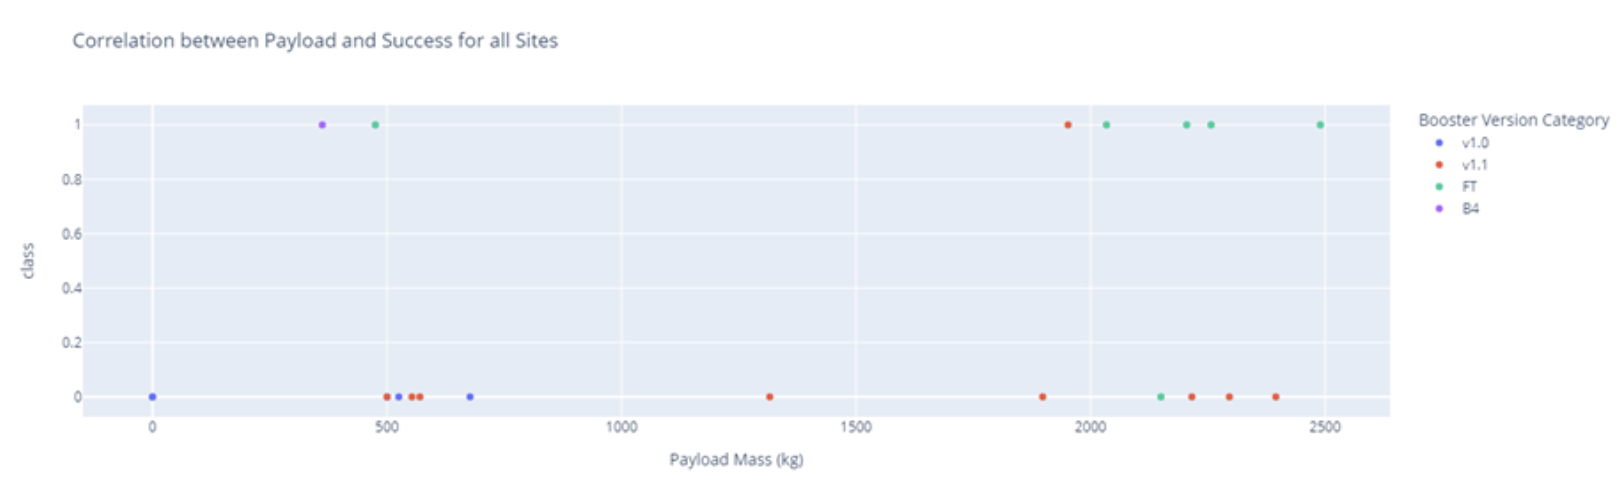 Correlation between Payload and Success for all Sites
1
0.8
0.6
0.4
0.2
0
class
0 500 1000 1500 2000 2500
Payload Mass (kg)
Booster Version Category
v1.0
v1.1
FT
B4